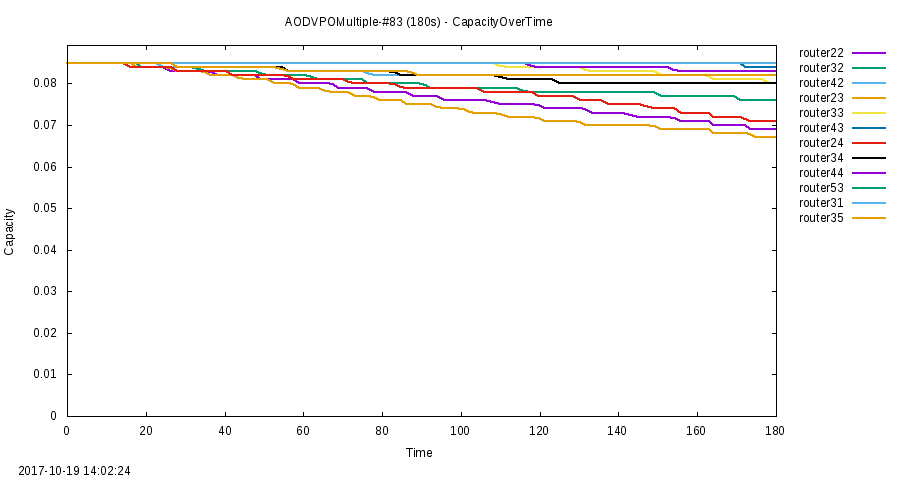 AODVPOMultiple-#83 (180s) - CapacityOverTime
router22
router32
router42
router23
router33
router43
router24
router34
router44
router53
router31
router35
0.08
0.07
0.06
0.05
0.04
0.03
0.02
0.01
0
Capacity
0 20 40 60 80 100 120 140 160 180
Time
2017-10-19 14:02:24